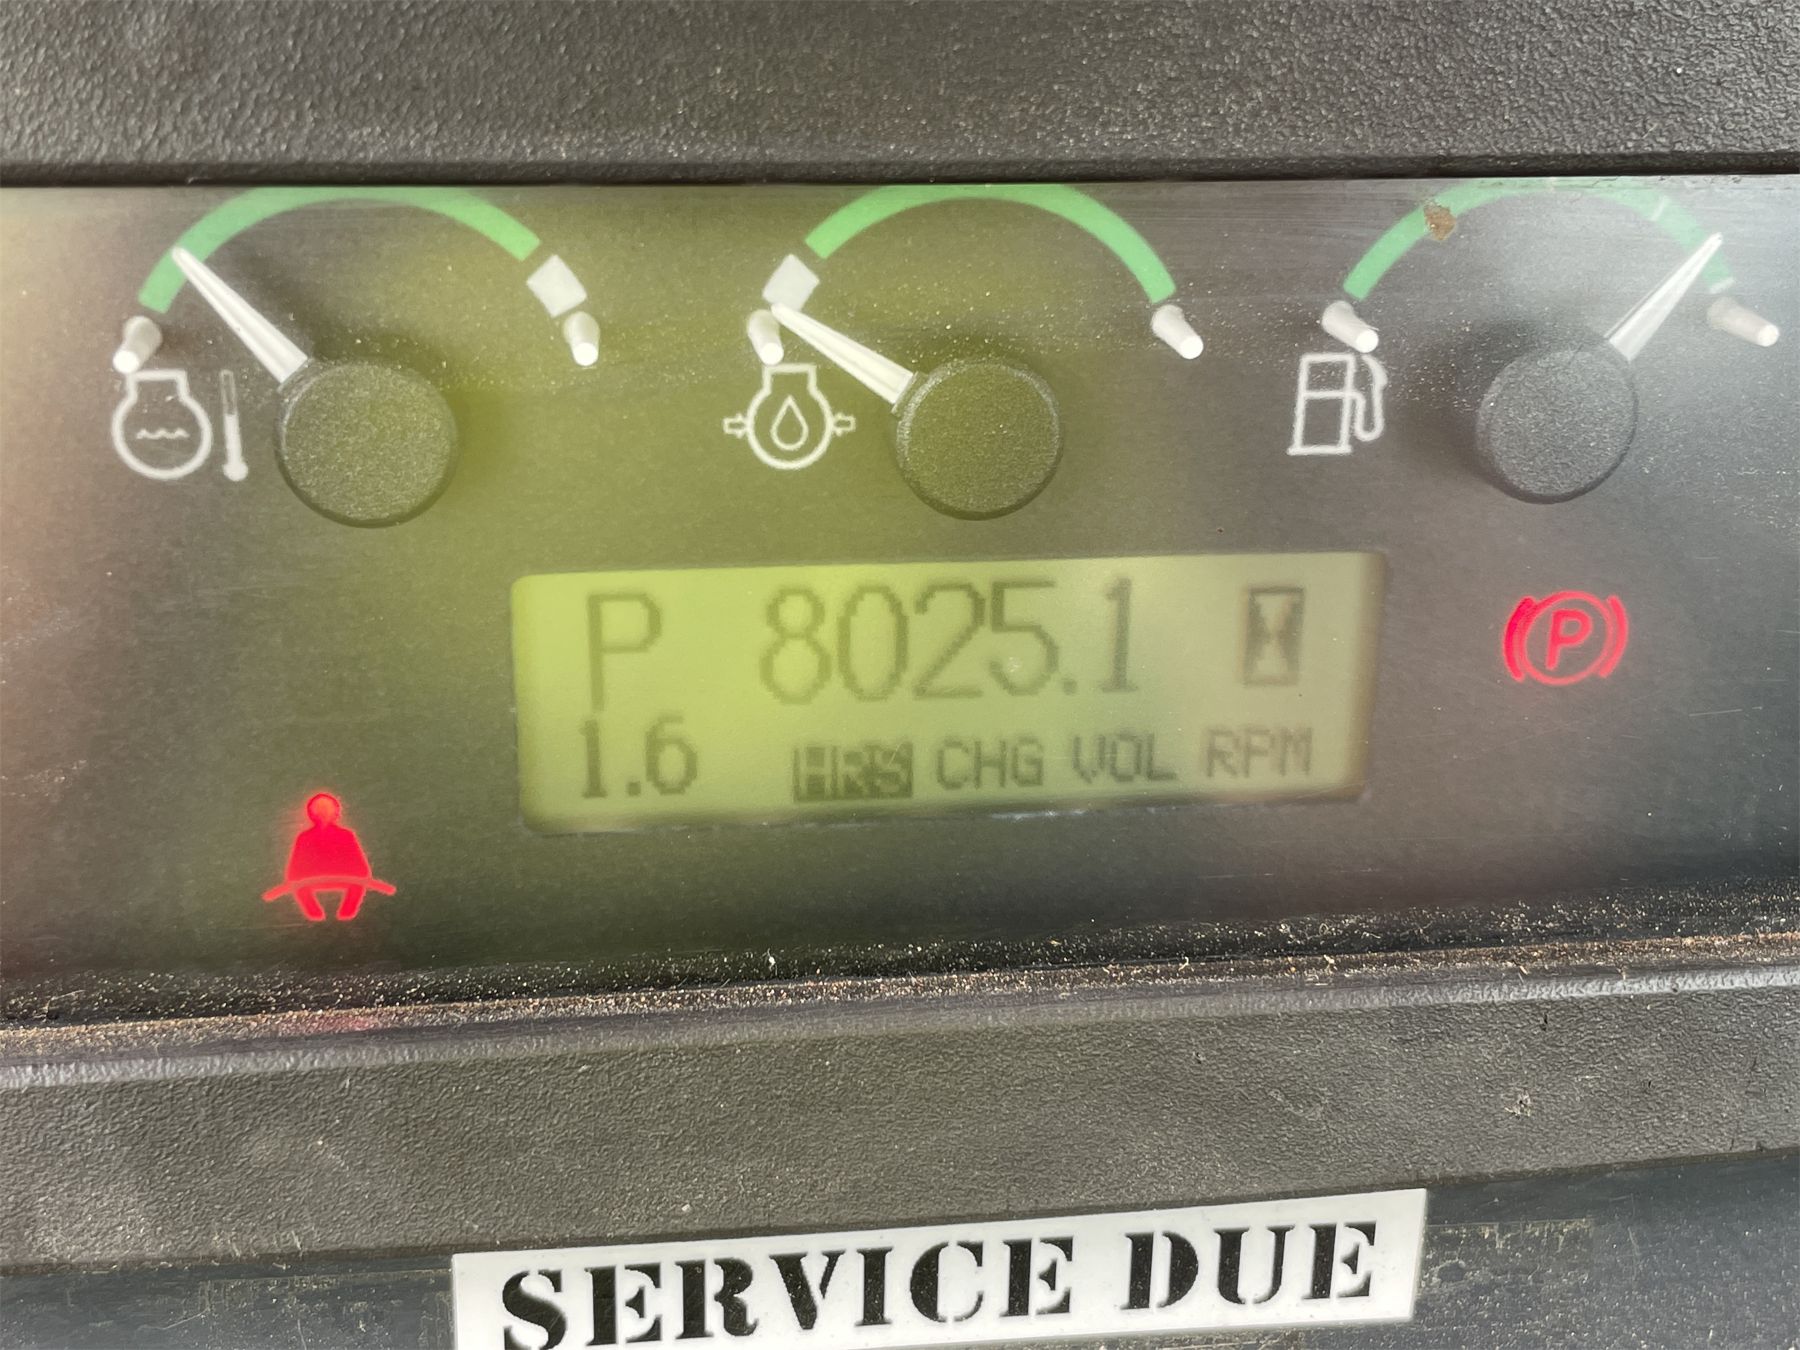 P 8025.1
1.6 HRS CHG VOL RPM
P
SERVICE DUE